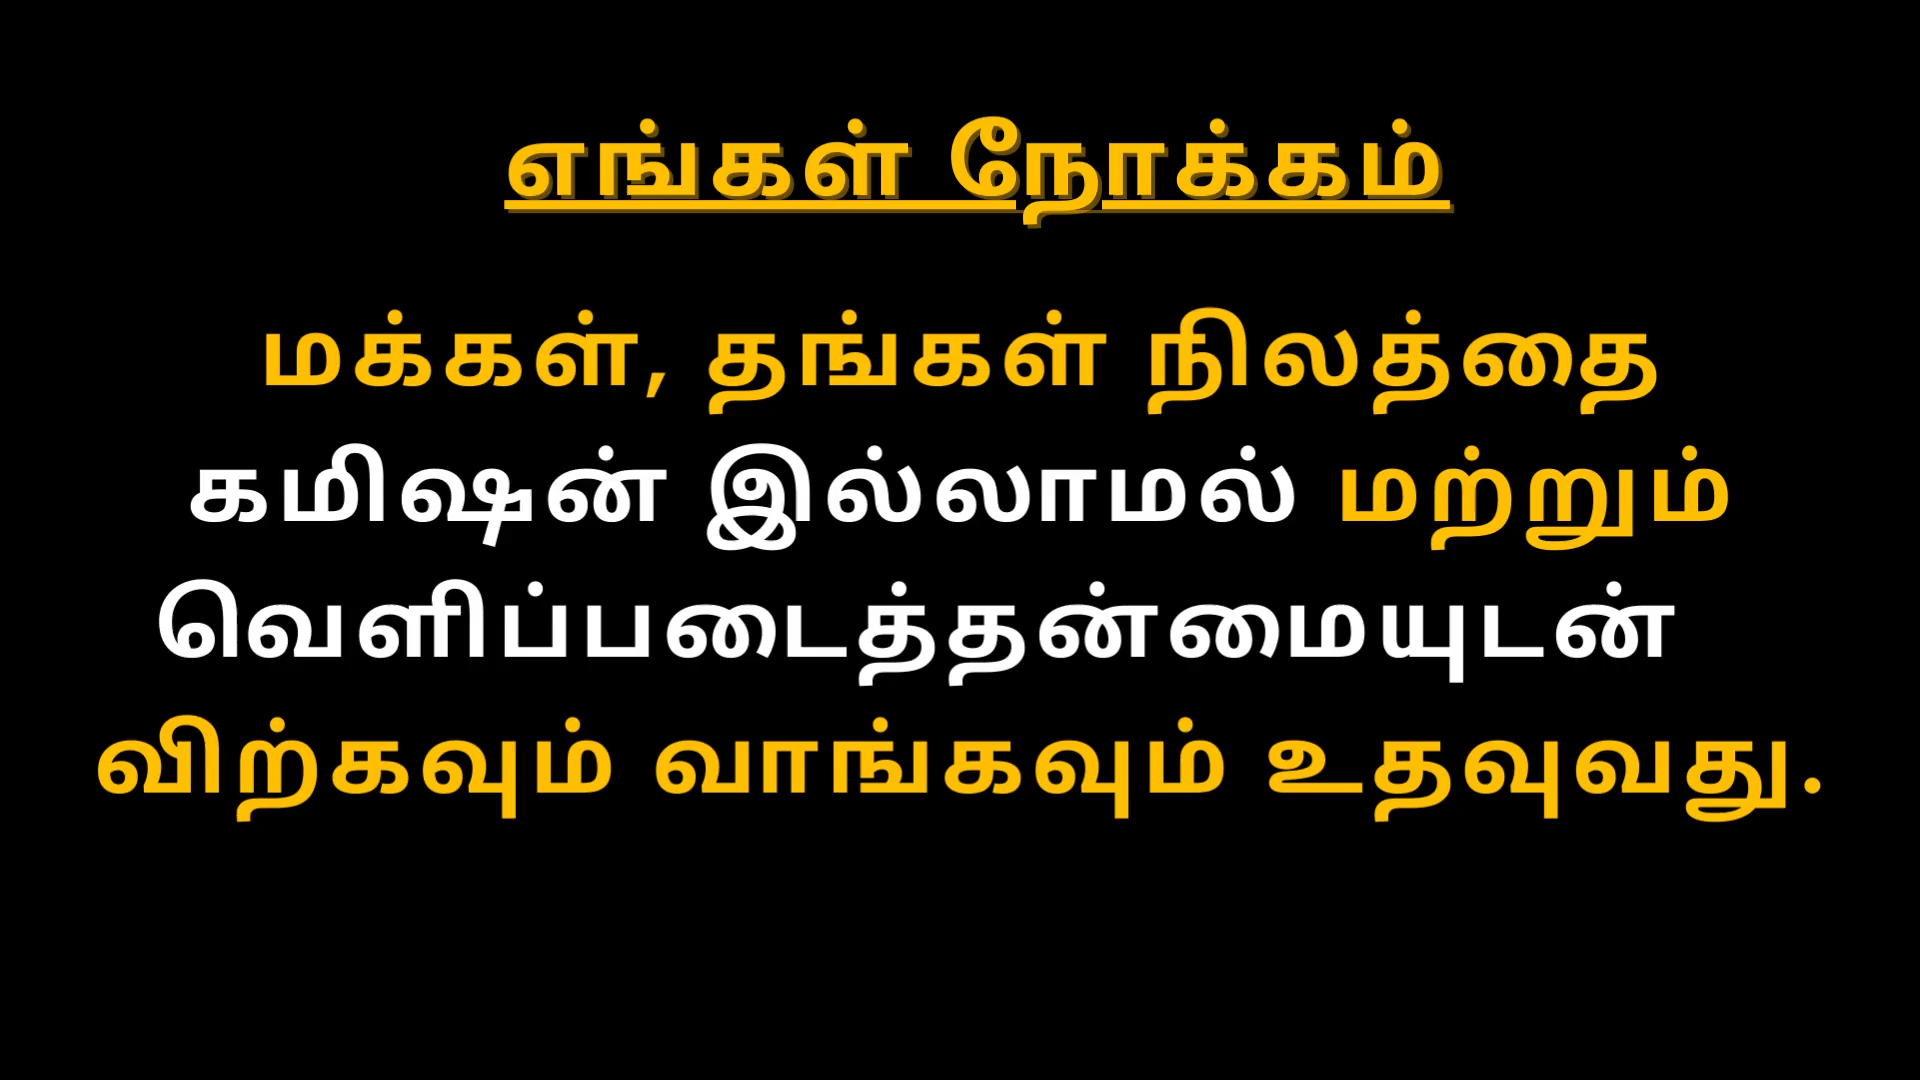 எங்கள் நோக்கம்
மக்கள், தங்கள் நிலத்தை
கமிஷன் இல்லாமல் மற்றும்
வெளிப்படைத்தன்மையுடன்
விற்கவும் வாங்கவும் உதவுவது.